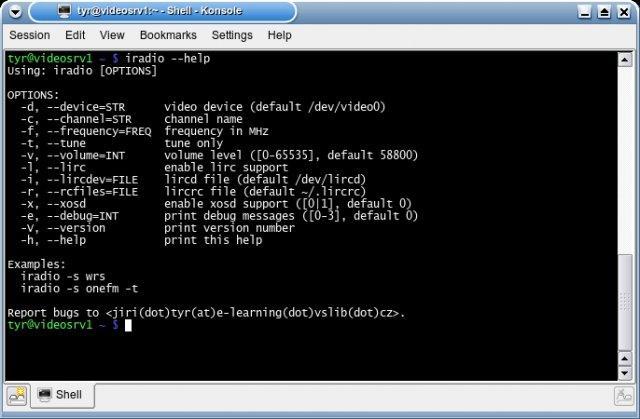 tyr@videosrv1:~ - Shell - Konsole
Session Edit View Bookmarks Settings Help
tyr@videosrv1 ~ $ iradio --help
Using: iradio [OPTIONS]
OPTIONS:
-d, --device=STR video device (default /dev/video0)
-c, --channel=STR channel name
-f, --frequency=FREQ frequency in MHz
-t, --tune tune only
-v, --volume=INT volume level ([0-65535], default 58800)
-l, --lirc enable lirc support
-i, --lircdev=FILE lircd file (default /dev/lircd)
-r, --rcfiles=FILE lircrc file (default ~/.lircrc)
-x, --xosd enable xosd support ([0|1], default 0)
-e, --debug=INT print debug messages ([0-3], default 0)
-V, --version print version number
-h, --help print this help
Examples:
iradio -s wrs
iradio -s onefm -t
Report bugs to <jiri(dot)tyr(at)e-learning(dot)vslib(dot)cz>.
tyr@videosrv1 ~ $
Shell